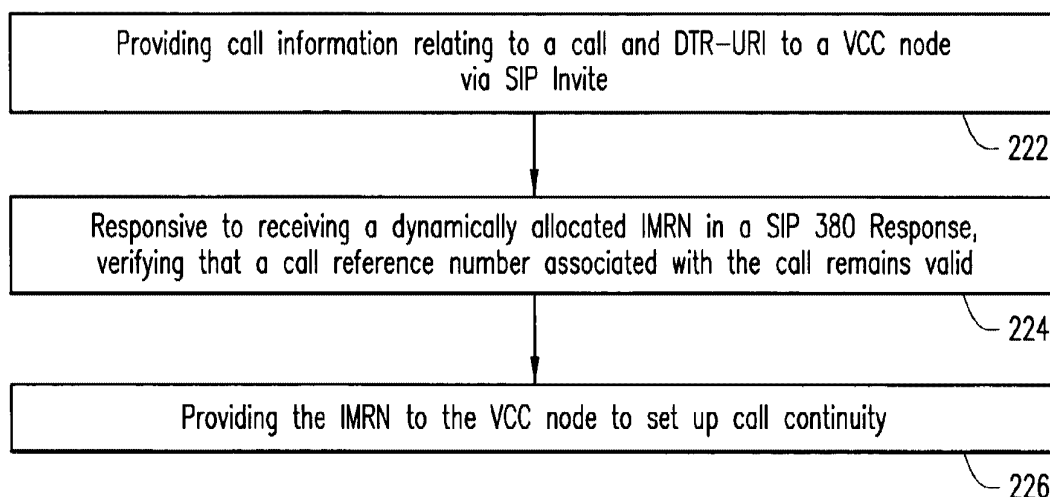 Providing call information relating to a call and DTR-URI to a VCC node
via SIP Invite
222
Responsive to receiving a dynamically allocated IMRN in a SIP 380 Response,
verifying that a call reference number associated with the call remains valid
224
Providing the IMRN to the VCC node to set up call continuity
226